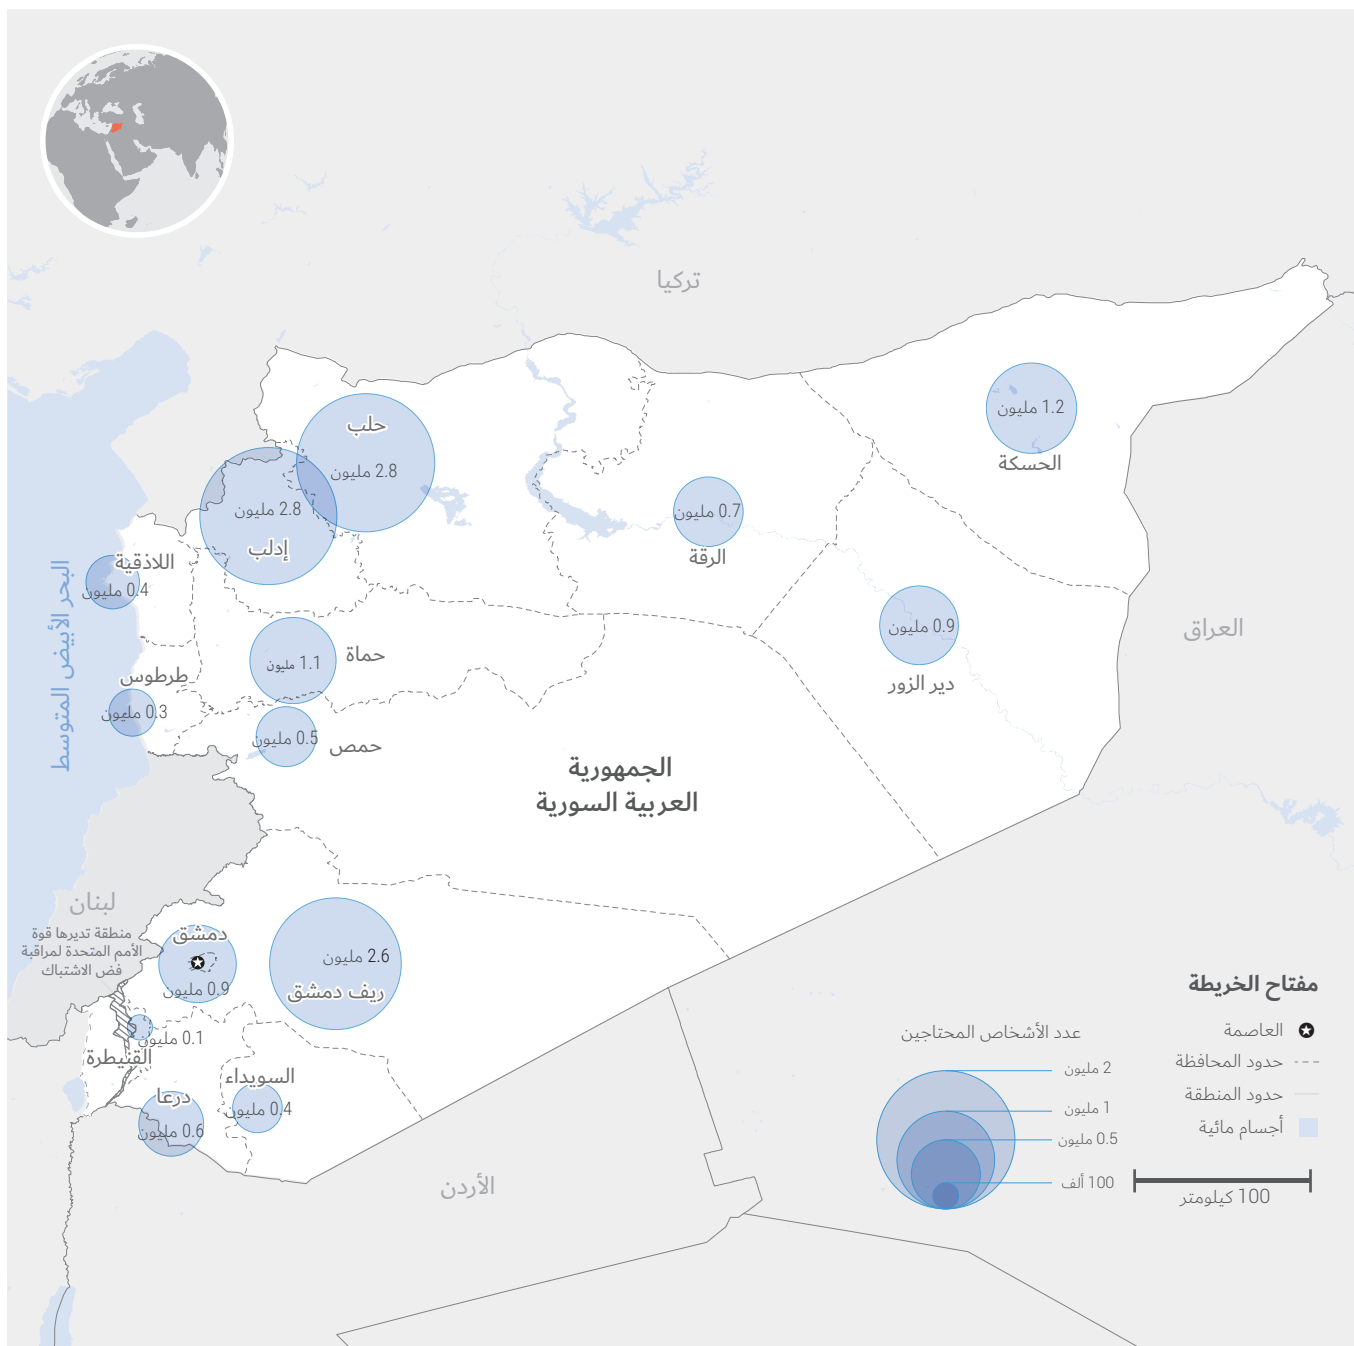 تركيا
1.2 مليون
الحسكة
حلب
2.8 مليون
2.8 مليون
إدلب
0.7 مليون
الرقة
اللاذقية
0.4 مليون
البحر الأبيض المتوسط
العراق
0.9 مليون
دير الزور
حماة
1.1 مليون
طرطوس
0.3 مليون
حمص
0.5 مليون
الجمهورية
العربية السورية
لبنان
منطقة تديرها قوة
الأمم المتحدة لمراقبة
فض الاشتباك
دمشق
0.9 مليون
2.6 مليون
ريف دمشق
0.1 مليون
القنيطرة
السويداء
0.4 مليون
درعا
0.6 مليون
الأردن
مفتاح الخريطة
العاصمة
حدود المحافظة
حدود المنطقة
أجسام مائية
100 كيلومتر
عدد الأشخاص المحتاجين
2 مليون
1 مليون
0.5 مليون
100 ألف